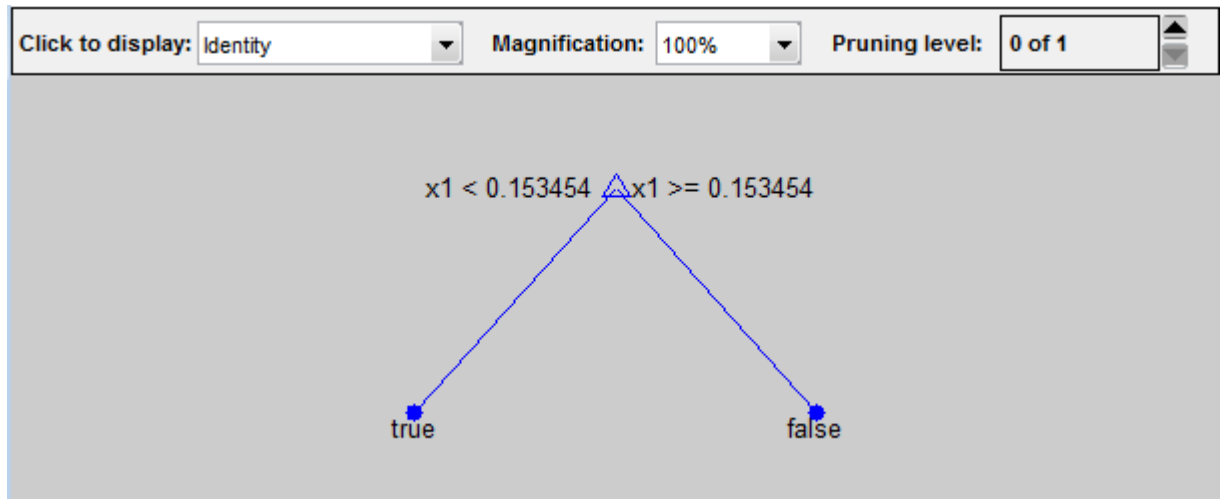 Click to display: Identity Magnification: 100% Pruning level: 0 of 1
x1 < 0.153454 x1 >= 0.153454
true false